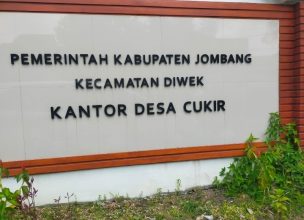 PEMERINTAH KABUPATEN JOMBANG
KECAMATAN DIWEK
KANTOR DESA CUKIR